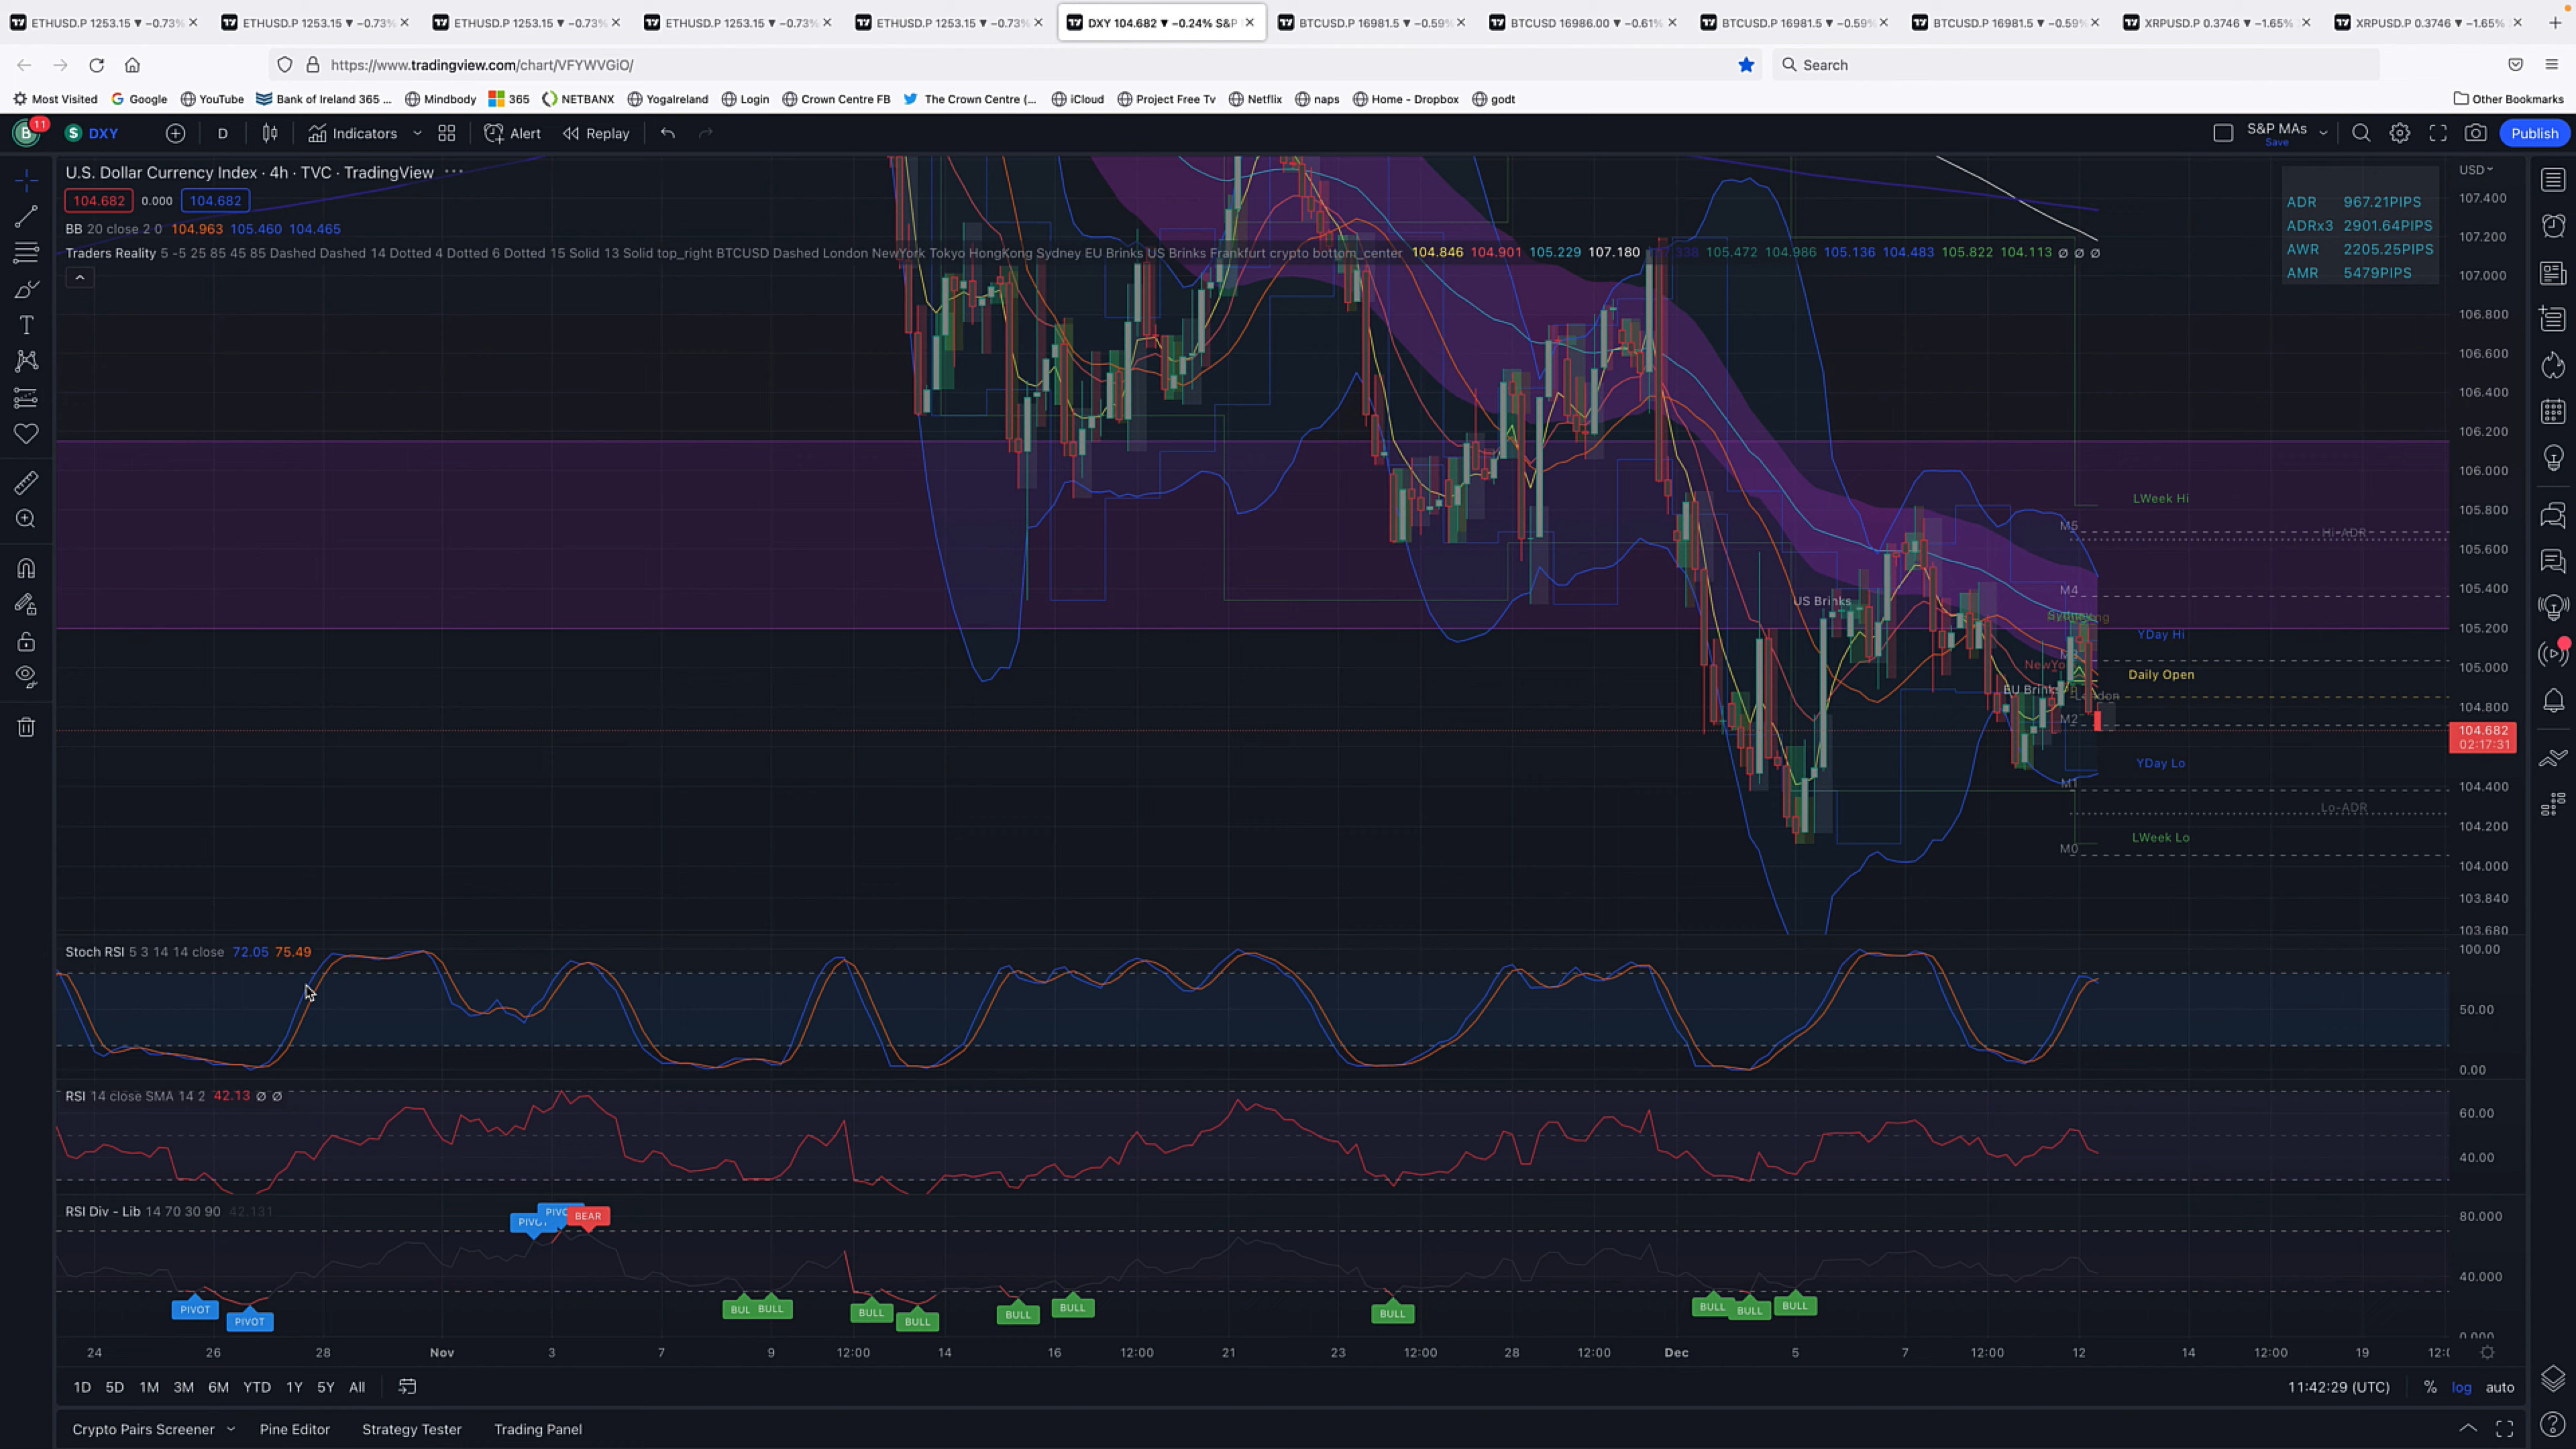 ETHUSD.P 1253.15 ▼ −0.73% ETHUSD.P 1253.15 ▼ −0.73% ETHUSD.P 1253.15 ▼ −0.73% ETHUSD.P 1253.15 ▼ −0.73% ETHUSD.P 1253.15 ▼ −0.73% DXY 104.682 ▼ −0.24% S&P BTCUSD.P 16981.5 ▼ −0.59% BTCUSD 16986.00 ▼ −0.61% BTCUSD.P 16981.5 ▼ −0.59% BTCUSD.P 16981.5 ▼ −0.59% XRPUSD.P 0.3746 ▼ −1.65% XRPUSD.P 0.3746 ▼ −1.65%
https://www.tradingview.com/chart/VFYWVGiO/ Search
Most Visited Google YouTube Bank of Ireland 365 ... Mindbody 365 NETBANX YogaIreland Login Crown Centre FB The Crown Centre (... iCloud Project Free Tv Netflix naps Home - Dropbox godt Other Bookmarks
B 11 DXY D Indicators Alert Replay S&P MAs Save Publish
U.S. Dollar Currency Index · 4h · TVC · TradingView
104.682 0.000 104.682
BB 20 close 2 0 104.963 105.460 104.465
Traders Reality 5 -5 25 85 45 85 Dashed Dashed 14 Dotted 4 Dotted 6 Dotted 15 Solid 13 Solid top_right BTCUSD Dashed London NewYork Tokyo HongKong Sydney EU Brinks US Brinks Frankfurt crypto bottom_center 104.846 104.901 105.229 107.180 105.472 104.986 105.136 104.483 105.822 104.113 ∅ ∅ ∅
ADR 967.21PIPS
ADRx3 2901.64PIPS
AWR 2205.25PIPS
AMR 5479PIPS
USD
107.400
107.200
107.000
106.800
106.600
106.400
106.200
106.000
105.800
105.600
105.400
105.200
105.000
104.800
104.682
02:17:31
104.400
104.200
104.000
103.840
103.680
LWeek Hi
M5
Hi-ADR
M4
US Brinks
YDay Hi
Daily Open
EU Brinks
M2
YDay Lo
M1
Lo-ADR
LWeek Lo
M0
Stoch RSI 5 3 14 14 close 72.05 75.49
100.00
50.00
0.00
RSI 14 close SMA 14 2 42.13 ∅ ∅
60.00
40.00
RSI Div - Lib 14 70 30 90 42.131
80.000
40.000
0.000
BEAR
PIVOT PIVOT BULL BULL BULL BULL BULL BULL BULL BULL BULL
24 26 28 Nov 3 7 9 12:00 14 16 12:00 21 23 12:00 28 12:00 Dec 5 7 12:00 12 14 12:00 19
1D 5D 1M 3M 6M YTD 1Y 5Y All 11:42:29 (UTC) % log auto
Crypto Pairs Screener Pine Editor Strategy Tester Trading Panel